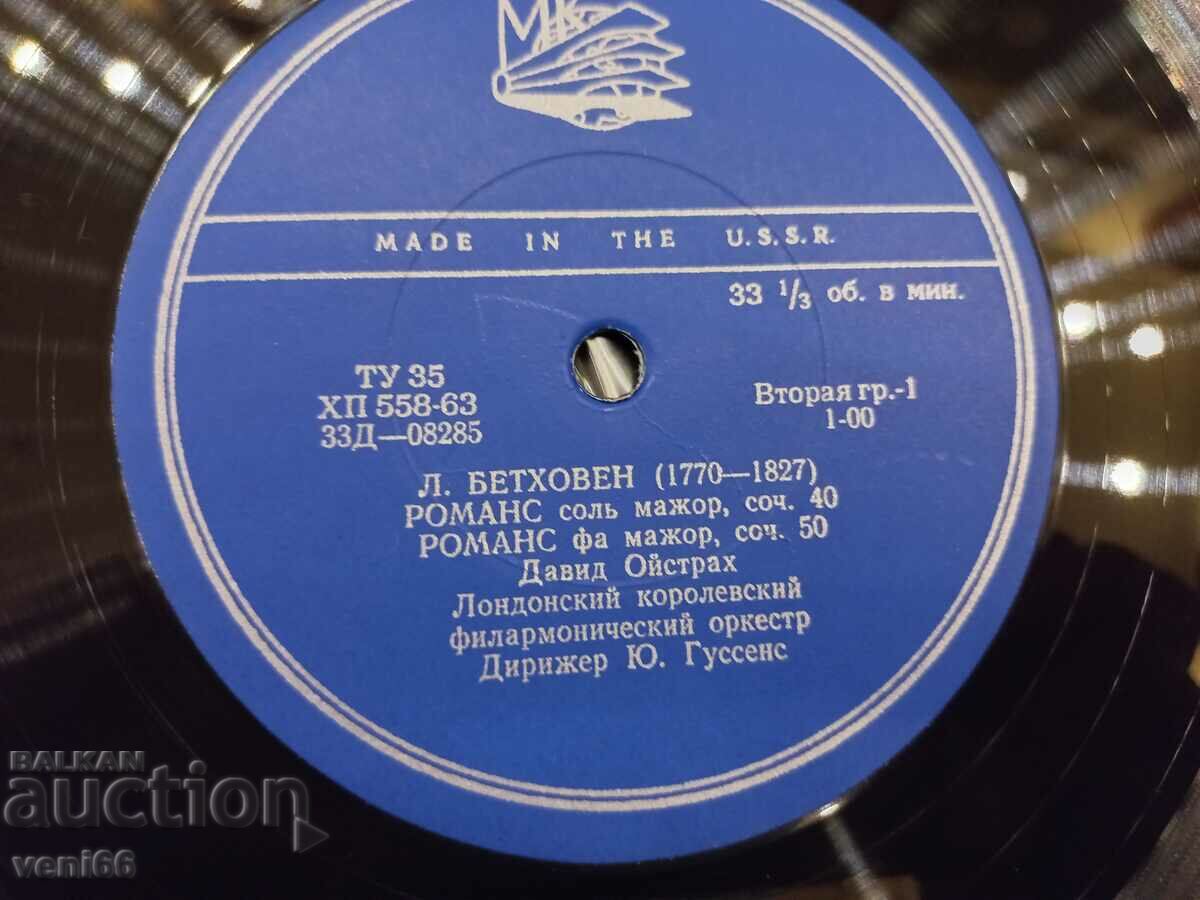 МК
MADE IN THE U.S.S.R.
33 1/3 об. в мин.
ТУ 35
ХП 558-63
33Д—08285
Вторая гр.-1
1-00
Л. БЕТХОВЕН (1770—1827)
РОМАНС соль мажор, соч. 40
РОМАНС фа мажор, соч. 50
Давид Ойстрах
Лондонский королевский
филармонический оркестр
Дирижер Ю. Гуссенс
BALKAN
auction
veni66